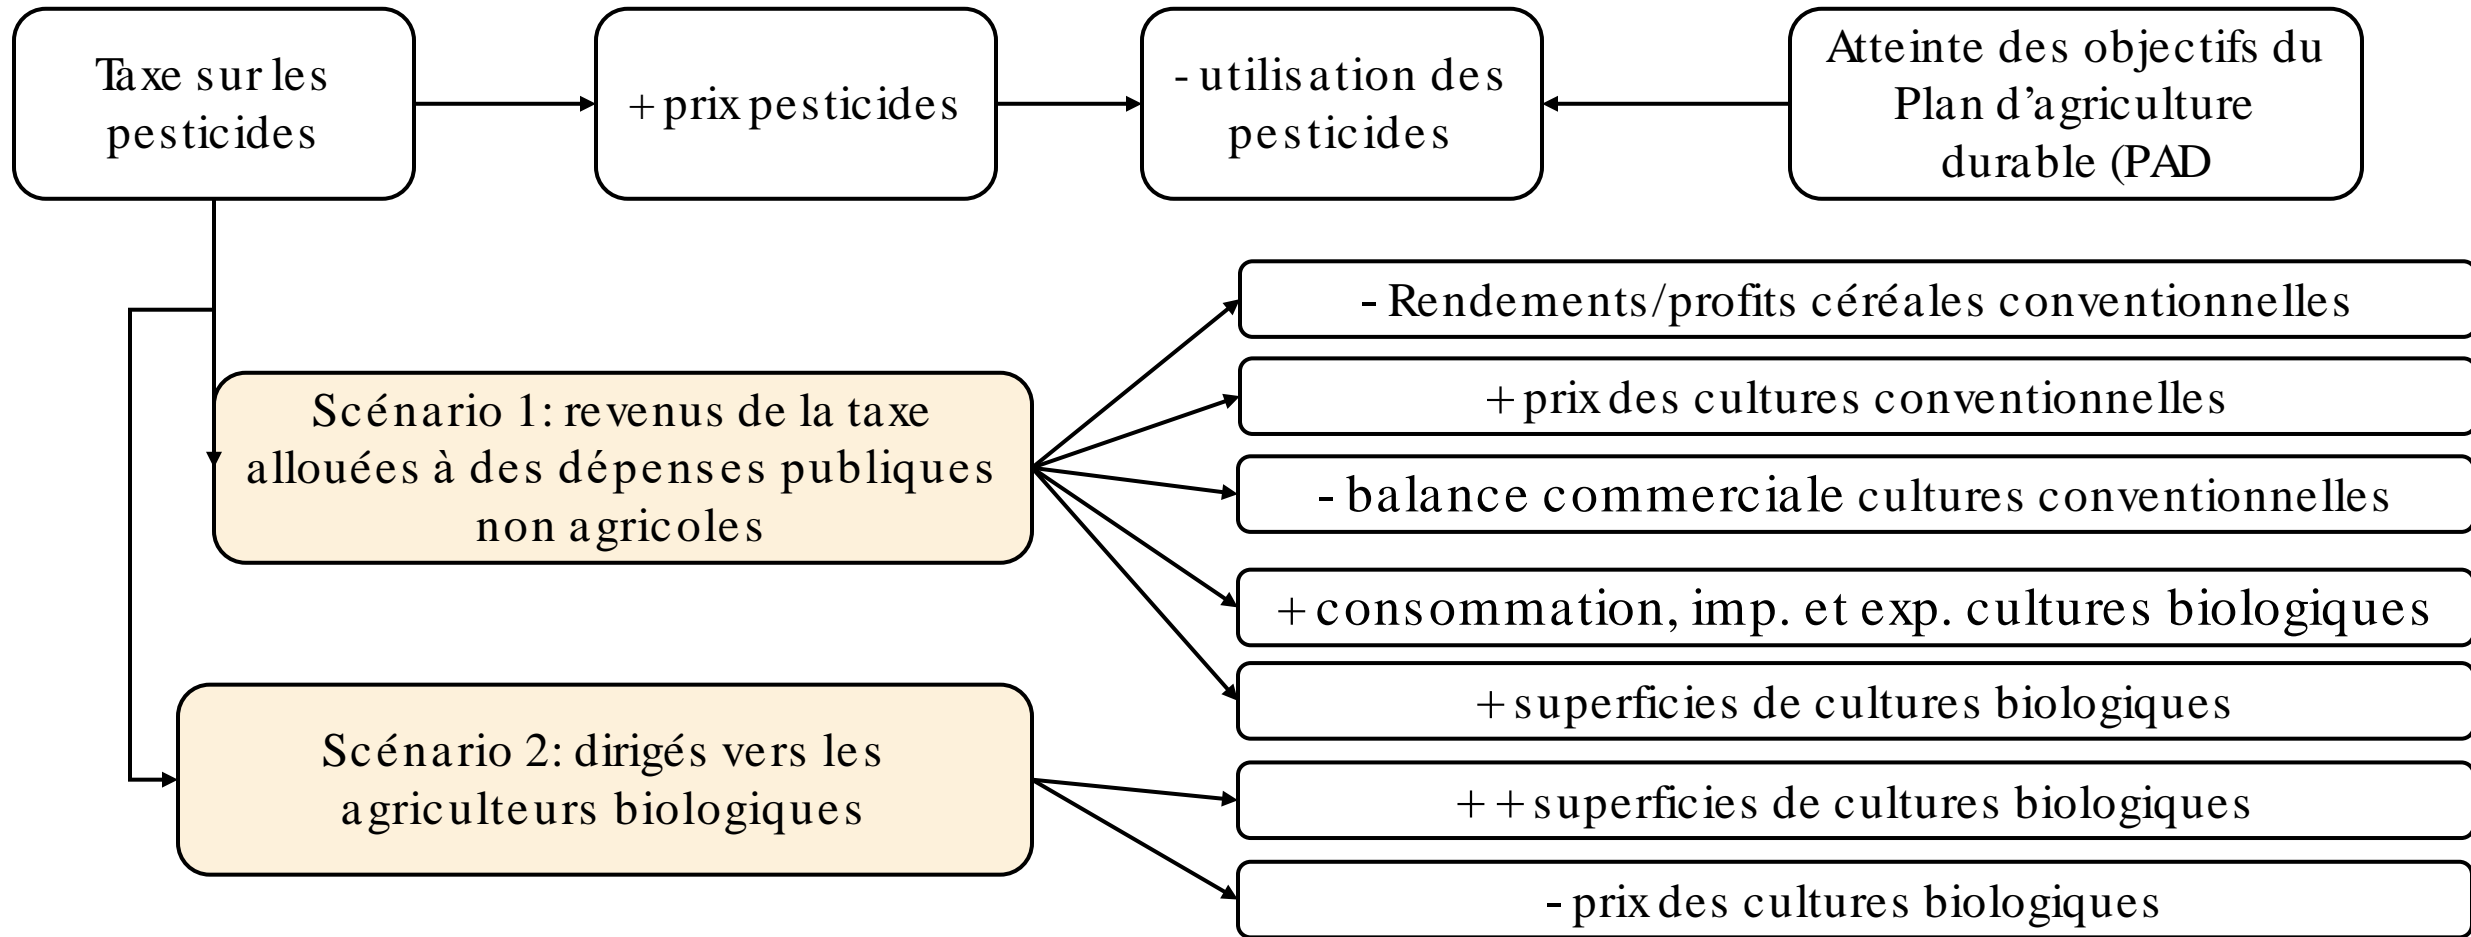 Taxe sur les
pesticides
+ prix pesticides
- utilisation des
pesticides
Atteinte des objectifs du
Plan d’agriculture
durable (PAD
- Rendements/profits céréales conventionnelles
+ prix des cultures conventionnelles
- balance commerciale cultures conventionnelles
+ consommation, imp. et exp. cultures biologiques
+ superficies de cultures biologiques
++ superficies de cultures biologiques
- prix des cultures biologiques
Scénario 1: revenus de la taxe
allouées à des dépenses publiques
non agricoles
Scénario 2: dirigés vers les
agriculteurs biologiques